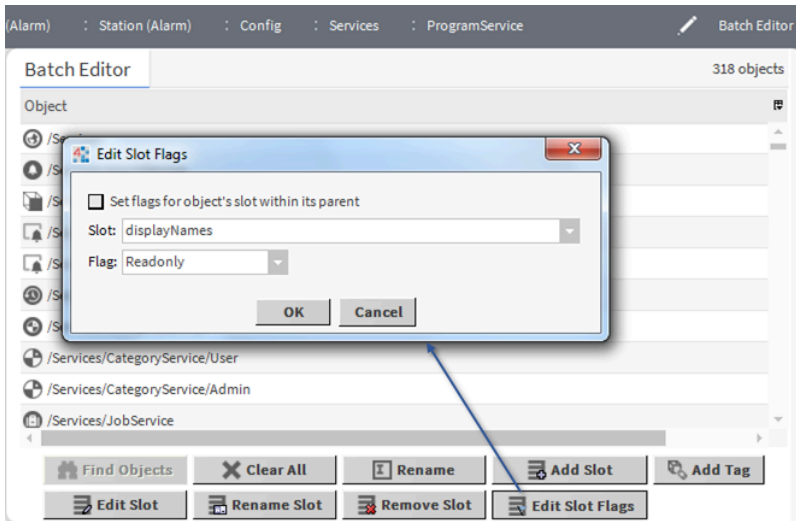 (Alarm) : Station (Alarm) : Config : Services : ProgramService Batch Editor
Batch Editor 318 objects
Object
Edit Slot Flags
Set flags for object's slot within its parent
Slot: displayNames
Flag: Readonly
OK Cancel
/Services/CategoryService/User
/Services/CategoryService/Admin
/Services/JobService
Find Objects Clear All Rename Add Slot Add Tag
Edit Slot Rename Slot Remove Slot Edit Slot Flags